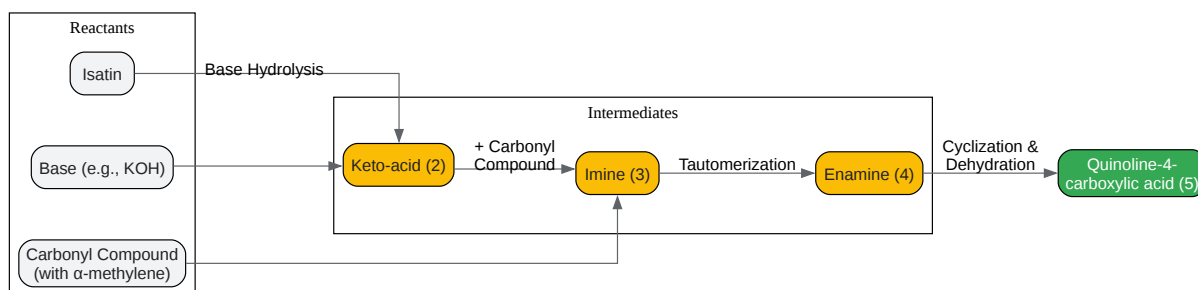 Reactants
Isatin
Base Hydrolysis
Intermediates
Base (e.g., KOH)
Keto-acid (2)
+ Carbonyl
Compound
Imine (3)
Tautomerization
Enamine (4)
Cyclization &
Dehydration
Quinoline-4-
carboxylic acid (5)
Carbonyl Compound
(with α-methylene)